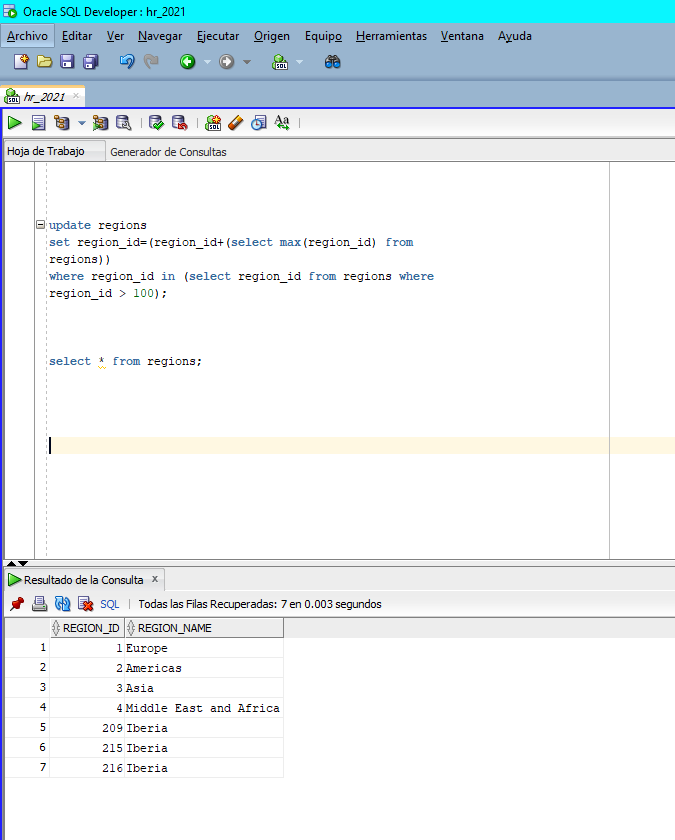 Oracle SQL Developer : hr_2021
Archivo Editar Ver Navegar Ejecutar Origen Equipo Herramientas Ventana Ayuda
SQL
SQL hr_2021 ×
SQL Aa
Hoja de Trabajo Generador de Consultas
update regions
set region_id=(region_id+(select max(region_id) from
regions))
where region_id in (select region_id from regions where
region_id > 100);
select * from regions;
Resultado de la Consulta x
SQL | Todas las Filas Recuperadas: 7 en 0.003 segundos
REGION_ID REGION_NAME
1 1 Europe
2 2 Americas
3 3 Asia
4 4 Middle East and Africa
5 209 Iberia
6 215 Iberia
7 216 Iberia